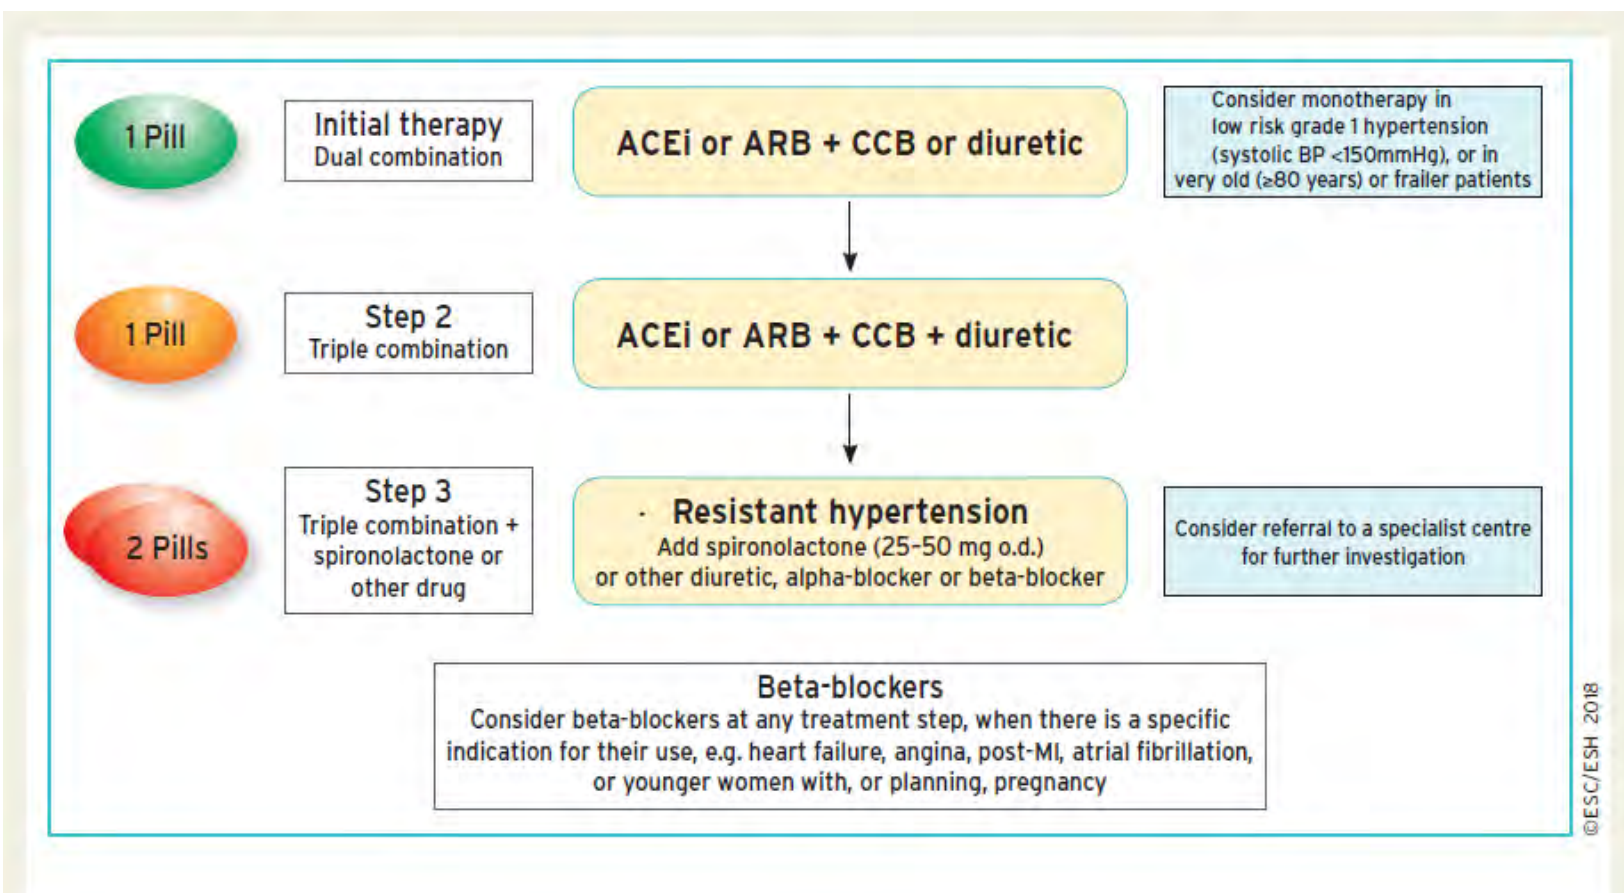 1 Pill
Initial therapy
Dual combination
ACEi or ARB + CCB or diuretic
Consider monotherapy in
low risk grade 1 hypertension
(systolic BP <150mmHg), or in
very old (≥80 years) or frailer patients
1 Pill
Step 2
Triple combination
ACEi or ARB + CCB + diuretic
2 Pills
Step 3
Triple combination +
spironolactone or
other drug
Resistant hypertension
Add spironolactone (25–50 mg o.d.)
or other diuretic, alpha-blocker or beta-blocker
Consider referral to a specialist centre
for further investigation
Beta-blockers
Consider beta-blockers at any treatment step, when there is a specific
indication for their use, e.g. heart failure, angina, post-MI, atrial fibrillation,
or younger women with, or planning, pregnancy
©ESC/ESH 2018